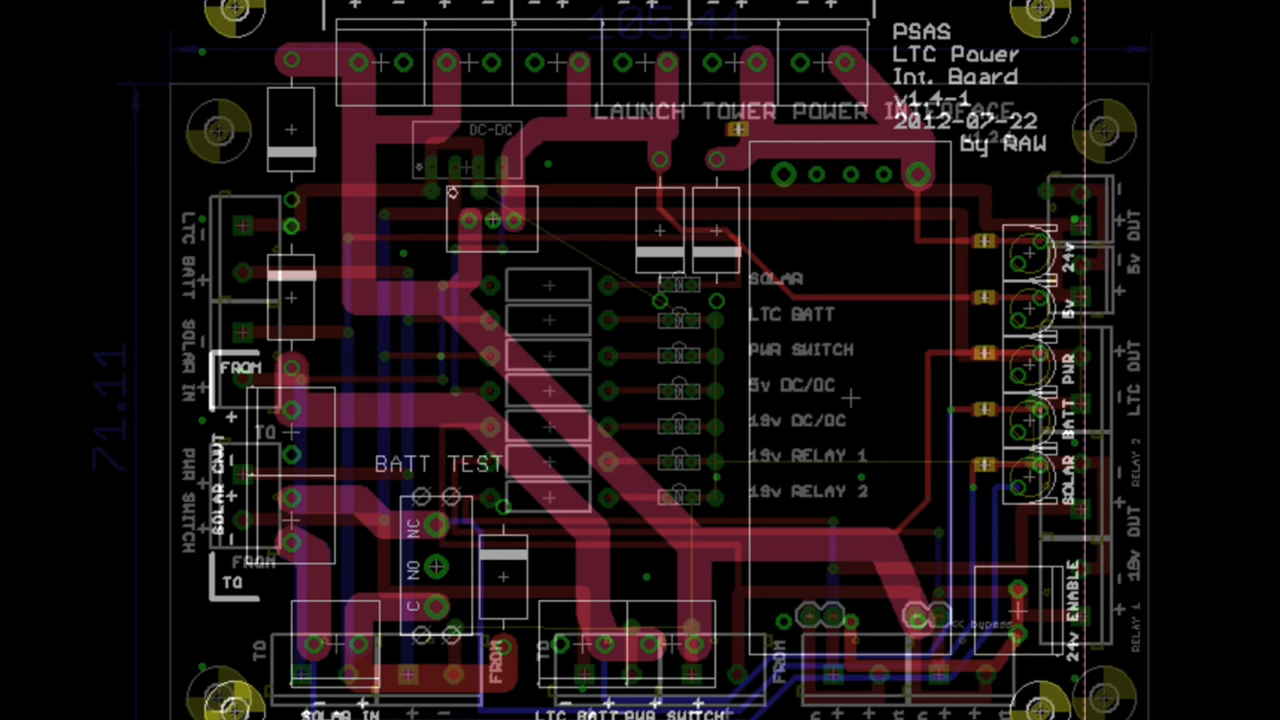 105.41
PSAS
LTC Power
Int. Board
v1.4-1
2012-07-22
by RAW
LAUNCH TOWER POWER INTERFACE
DC-DC
LTC BATT
SOLAR IN
PWR SWITCH
71.11
FROM
TO
SOLAR CNVT
TO
FROM
SOLAR
LTC BATT
PWR SWITCH
5v DC/DC
19v DC/DC
19v RELAY 1
19v RELAY 2
24v
5v
PWR
BATT
SOLAR
5v OUT
LTC OUT
RELAY 2
19v OUT
RELAY 1
24v ENABLE
BATT TEST
NC
NO
C
<< bypass
TO
FROM
TO
FROM
SOLAR IN
LTC BATT
PWR SWITCH